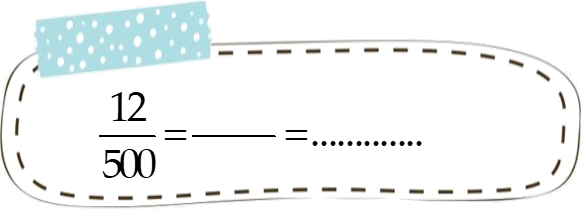 12/500 = ——— = .............